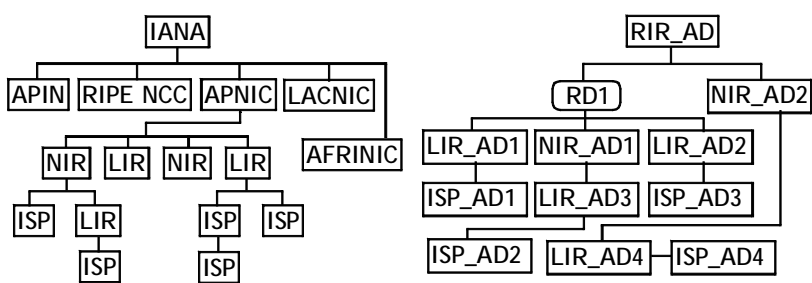 IANA
APIN RIPE NCC APNIC LACNIC
AFRINIC
NIR LIR NIR LIR
ISP LIR ISP ISP
ISP ISP
RIR_AD
RD1 NIR_AD2
LIR_AD1 NIR_AD1 LIR_AD2
ISP_AD1 LIR_AD3 ISP_AD3
ISP_AD2 LIR_AD4 ISP_AD4